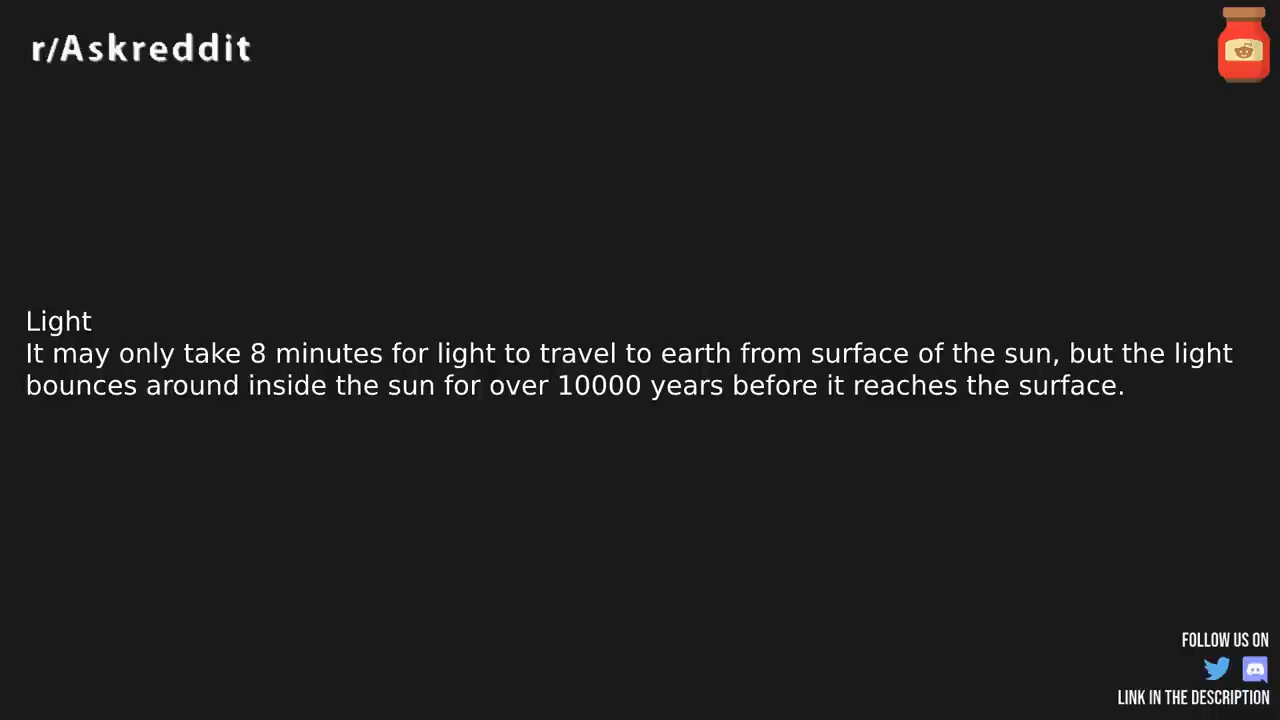 r/Askreddit
Light
It may only take 8 minutes for light to travel to earth from surface of the sun, but the light
bounces around inside the sun for over 10000 years before it reaches the surface.
FOLLOW US ON
LINK IN THE DESCRIPTION